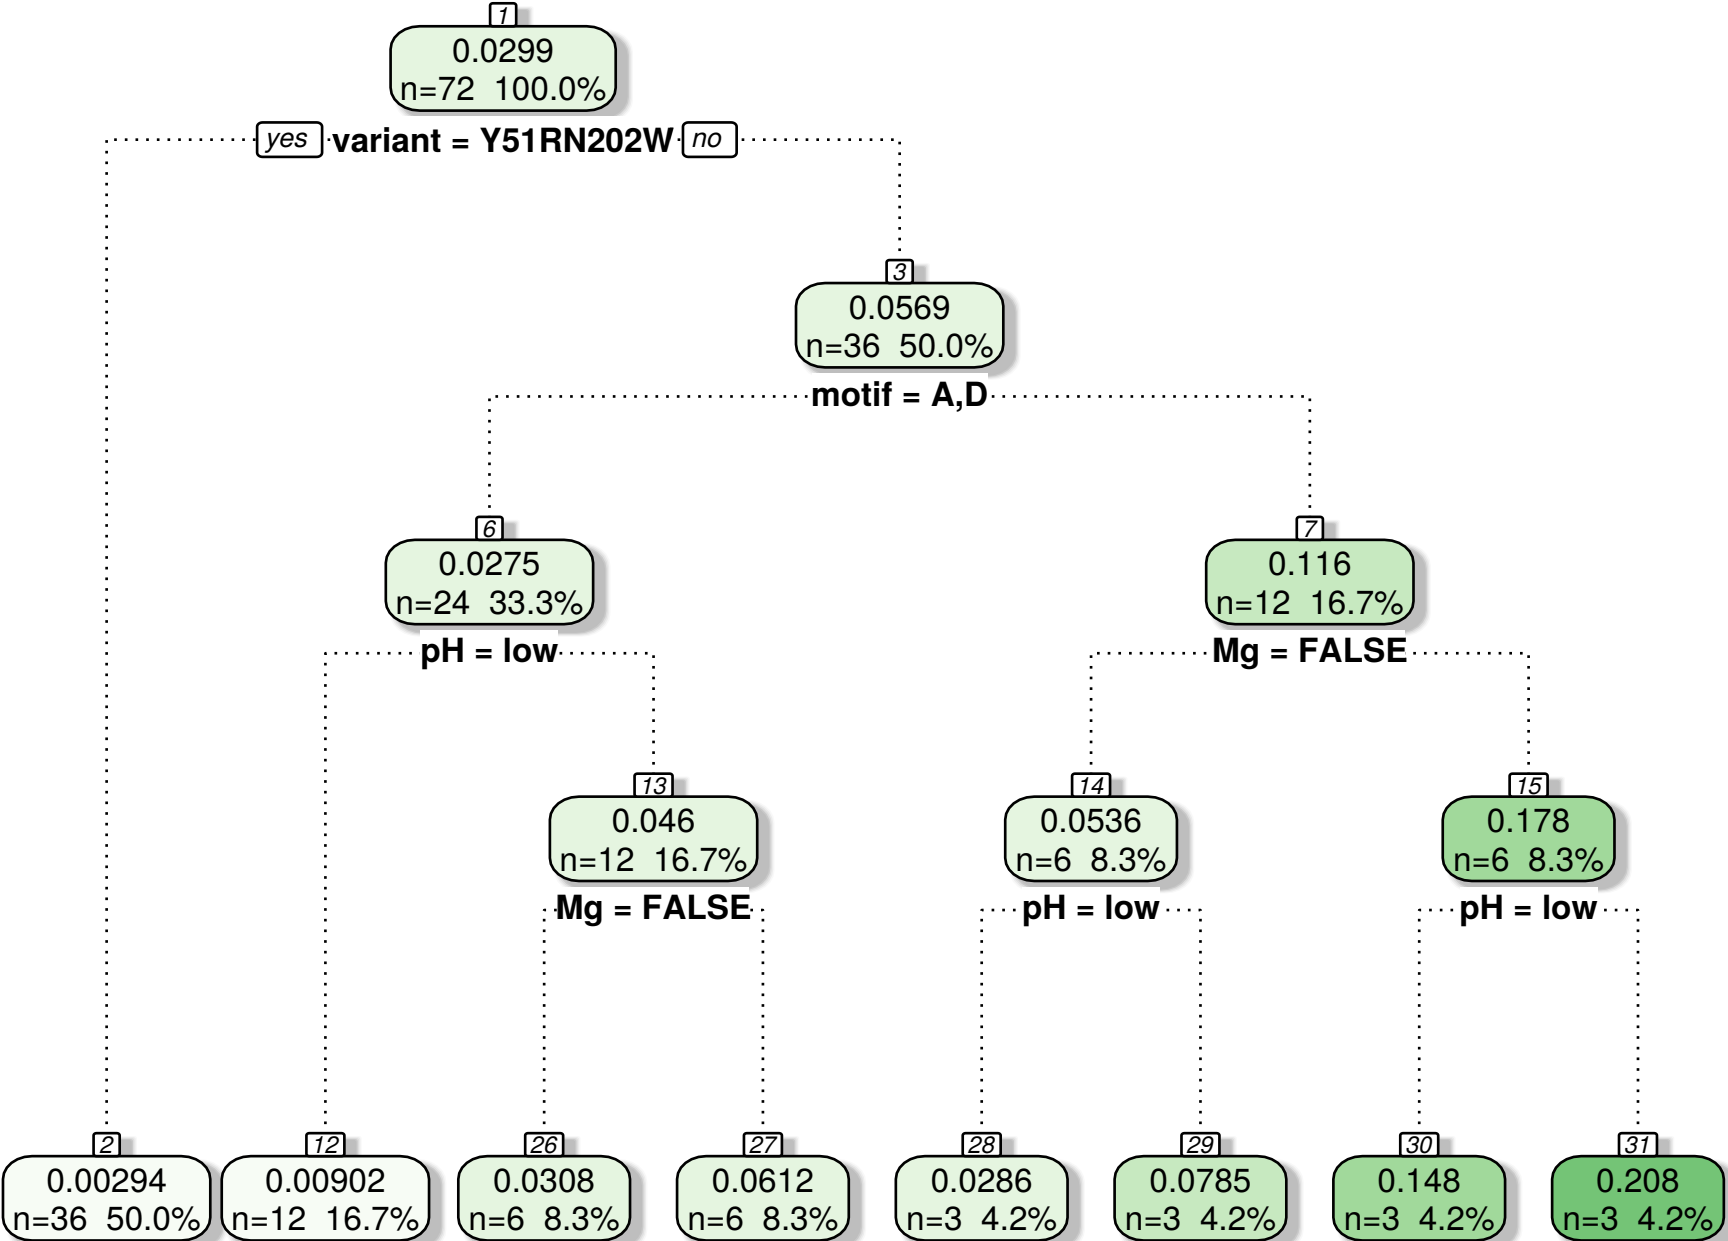 1
0.0299
n=72 100.0%
yes variant = Y51RN202W no
3
0.0569
n=36 50.0%
motif = A,D
6
0.0275
n=24 33.3%
pH = low
7
0.116
n=12 16.7%
Mg = FALSE
13
0.046
n=12 16.7%
Mg = FALSE
14
0.0536
n=6 8.3%
pH = low
15
0.178
n=6 8.3%
pH = low
2
0.00294
n=36 50.0%
12
0.00902
n=12 16.7%
26
0.0308
n=6 8.3%
27
0.0612
n=6 8.3%
28
0.0286
n=3 4.2%
29
0.0785
n=3 4.2%
30
0.148
n=3 4.2%
31
0.208
n=3 4.2%